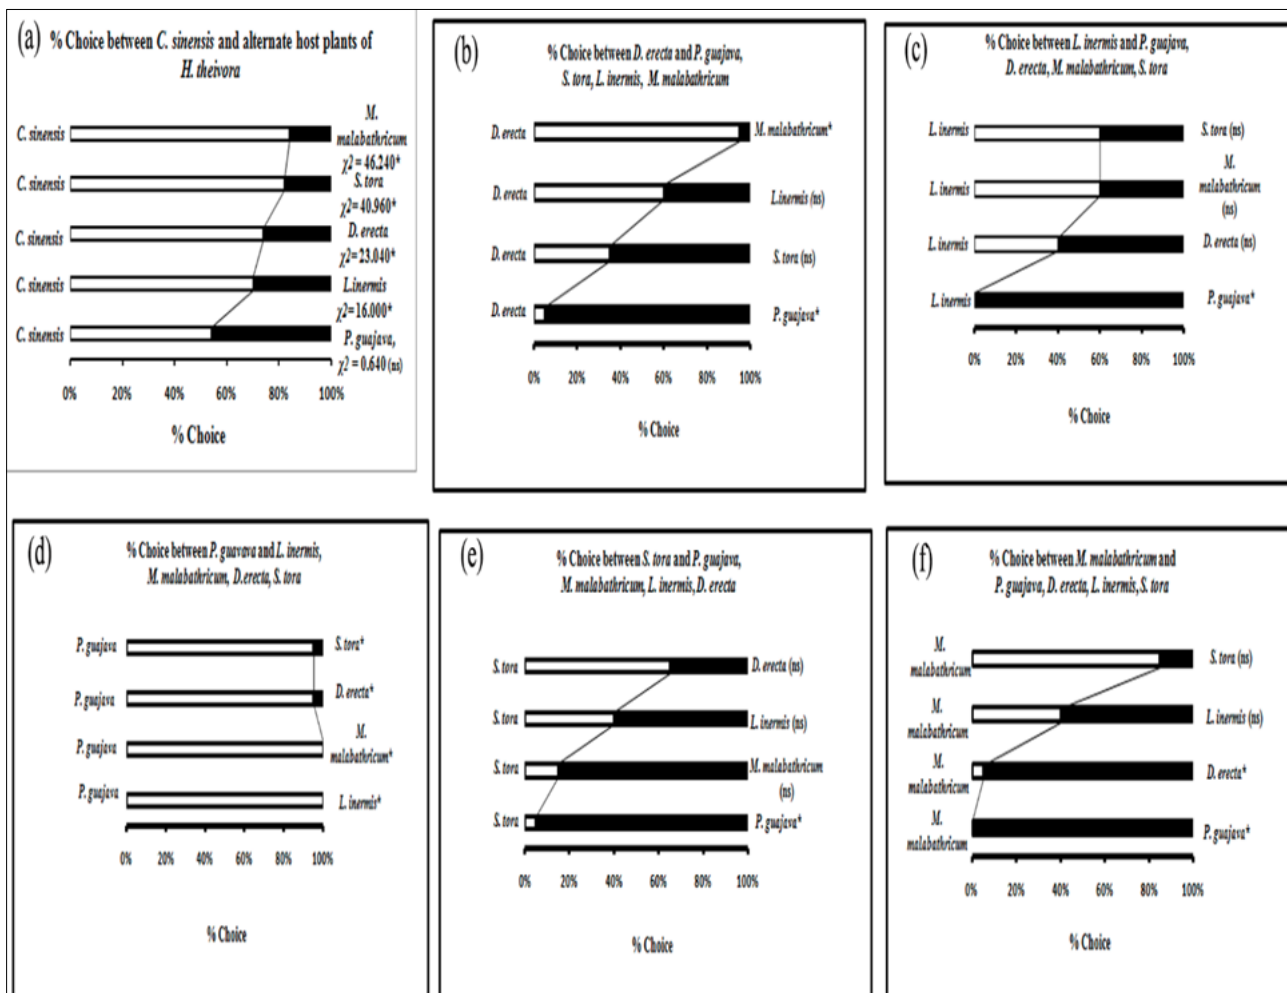 (a) % Choice between C. sinensis and alternate host plants of
H. theivora
C. sinensis
M.
malabathricum
χ2 = 46.240*
C. sinensis
S. tora
χ2 = 40.960*
C. sinensis
D. erecta
χ2 = 23.040*
C. sinensis
L.inermis
χ2 = 16.000*
C. sinensis
P. guajava,
χ2 = 0.640 (ns)
0% 20% 40% 60% 80% 100%
% Choice
(b)
% Choice between D. erecta and P. guajava,
S. tora, L. inermis, M. malabathricum
D. erecta M. malabathricum*
D. erecta L.inermis (ns)
D. erecta S. tora (ns)
D. erecta P. guajava*
0% 20% 40% 60% 80% 100%
% Choice
(c)
% Choice between L. inermis and P. guajava,
D. erecta, M. malabathricum, S. tora
L. inermis S. tora (ns)
L. inermis
M.
malabathricum
(ns)
L. inermis D. erecta (ns)
L. inermis P. guajava*
0% 20% 40% 60% 80% 100%
% Choice
(d)
% Choice between P. guavava and L. inermis,
M. malabathricum, D.erecta, S. tora
P. guajava S. tora*
P. guajava D. erecta*
P. guajava
M.
malabathricum*
P. guajava L. inermis*
0% 20% 40% 60% 80% 100%
% Choice
(e)
% Choice between S. tora and P. guajava,
M. malabathricum, L. inermis, D. erecta
S. tora D. erecta (ns)
S. tora L. inermis (ns)
S. tora M. malabathricum
(ns)
S. tora P. guajava*
0% 20% 40% 60% 80% 100%
% Choice
(f)
% Choice between M. malabathricum and
P. guajava, D. erecta, L. inermis, S. tora
M.
malabathricum
S. tora (ns)
M.
malabathricum
L. inermis (ns)
M.
malabathricum
D. erecta*
M.
malabathricum
P. guajava*
0% 20% 40% 60% 80% 100%
% Choice